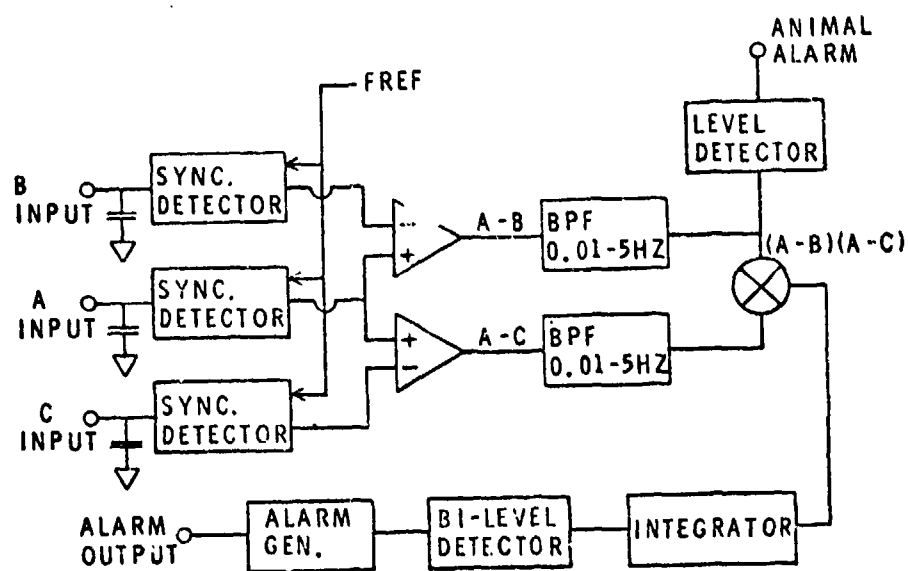 ANIMAL
ALARM
FREF
LEVEL
DETECTOR
B
INPUT
SYNC.
DETECTOR
-
+
A-B
BPF
0.01-5HZ
(A-B)(A-C)
A
INPUT
SYNC.
DETECTOR
+
-
A-C
BPF
0.01-5HZ
C
INPUT
SYNC.
DETECTOR
ALARM
OUTPUT
ALARM
GEN.
BI-LEVEL
DETECTOR
INTEGRATOR